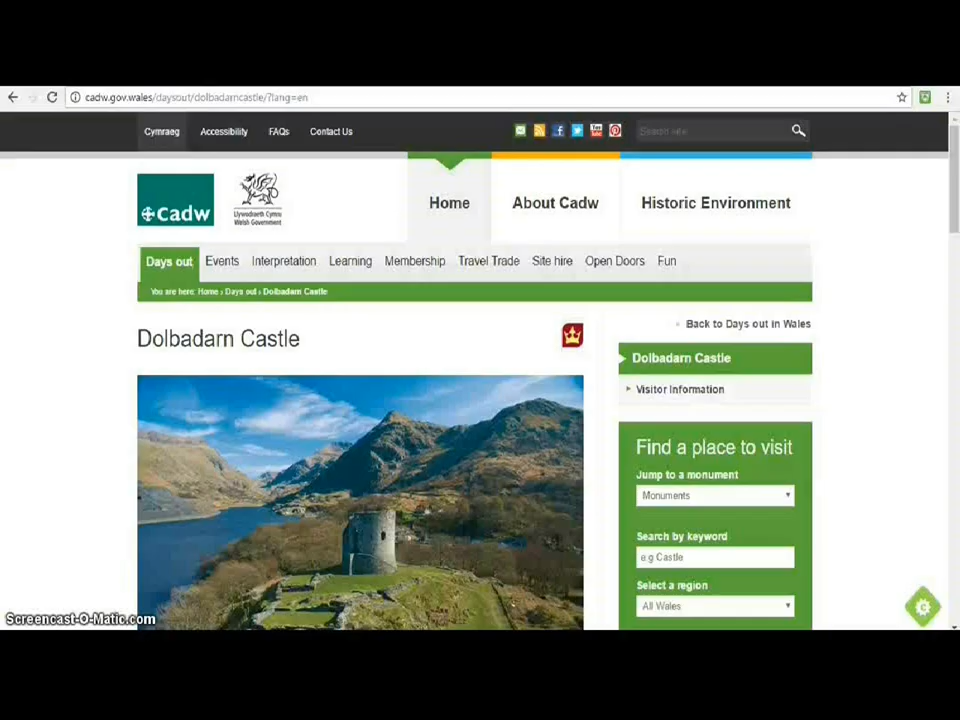 cadw.gov.wales/daysout/dolbadarncastle/?lang=en
Cymraeg Accessibility FAQs Contact Us Search site
Cadw
Llywodraeth Cymru
Welsh Government
Home About Cadw Historic Environment
Days out Events Interpretation Learning Membership Travel Trade Site hire Open Doors Fun
You are here: Home › Days out › Dolbadarn Castle
Back to Days out in Wales
Dolbadarn Castle
Dolbadarn Castle
Visitor Information
Find a place to visit
Jump to a monument
Monuments
Search by keyword
e.g Castle
Select a region
All Wales
Screencast-O-Matic.com